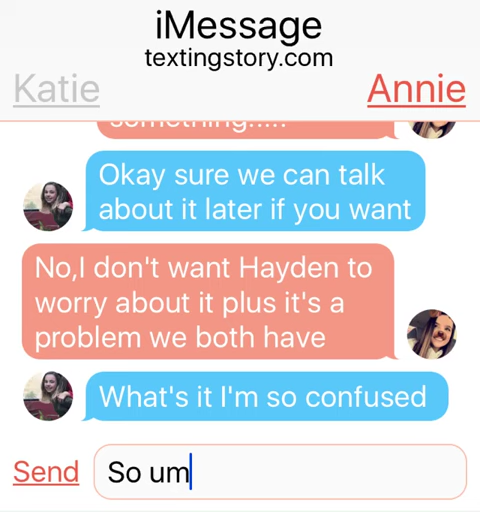 iMessage
textingstory.com
Katie
Annie
something.....
Okay sure we can talk
about it later if you want
No,I don't want Hayden to
worry about it plus it's a
problem we both have
What's it I'm so confused
Send
So um